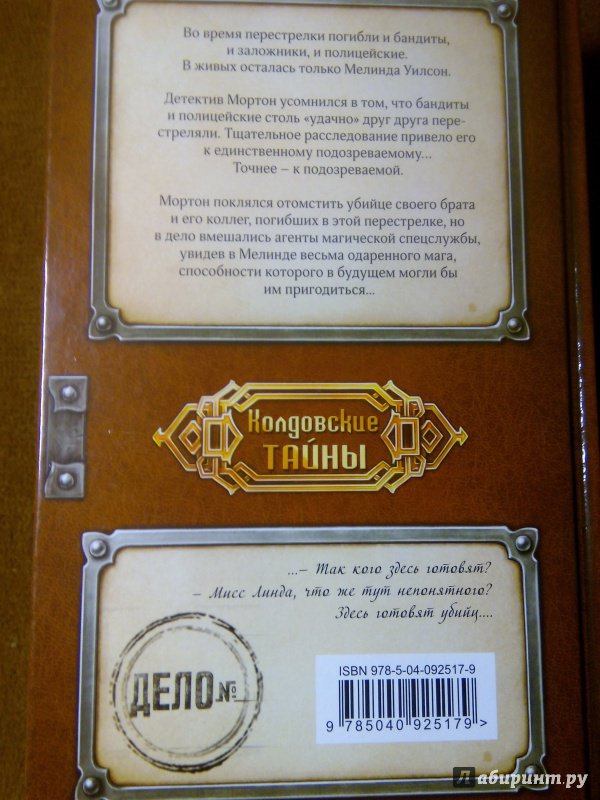 Во время перестрелки погибли и бандиты,
и заложники, и полицейские.
В живых осталась только Мелинда Уилсон.
Детектив Мортон усомнился в том, что бандиты
и полицейские столь «удачно» друг друга пере-
стреляли. Тщательное расследование привело его
к единственному подозреваемому...
Точнее – к подозреваемой.
Мортон поклялся отомстить убийце своего брата
и его коллег, погибших в этой перестрелке, но
в дело вмешались агенты магической спецслужбы,
увидев в Мелинде весьма одаренного мага,
способности которого в будущем могли бы
им пригодиться...
Колдовские
ТАЙНЫ
...– Так кого здесь готовят?
– Мисс Линда, что же тут непонятного?
Здесь готовят убийц....
ДЕЛО №
ISBN 978-5-04-092517-9
9 785040 925179 >
Лабиринт.ру